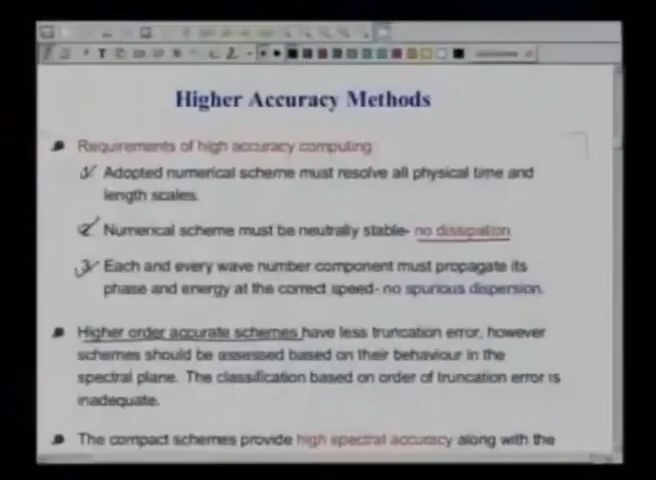 Higher Accuracy Methods
Requirements of high accuracy computing
1 Adopted numerical scheme must resolve all physical time and
length scales.
2 Numerical scheme must be neutrally stable- no dissipation
3 Each and every wave number component must propagate its
phase and energy at the correct speed- no spurious dispersion.
Higher order accurate schemes have less truncation error, however
schemes should be assessed based on their behaviour in the
spectral plane. The classification based on order of truncation error is
inadequate.
The compact schemes provide high spectral accuracy along with the